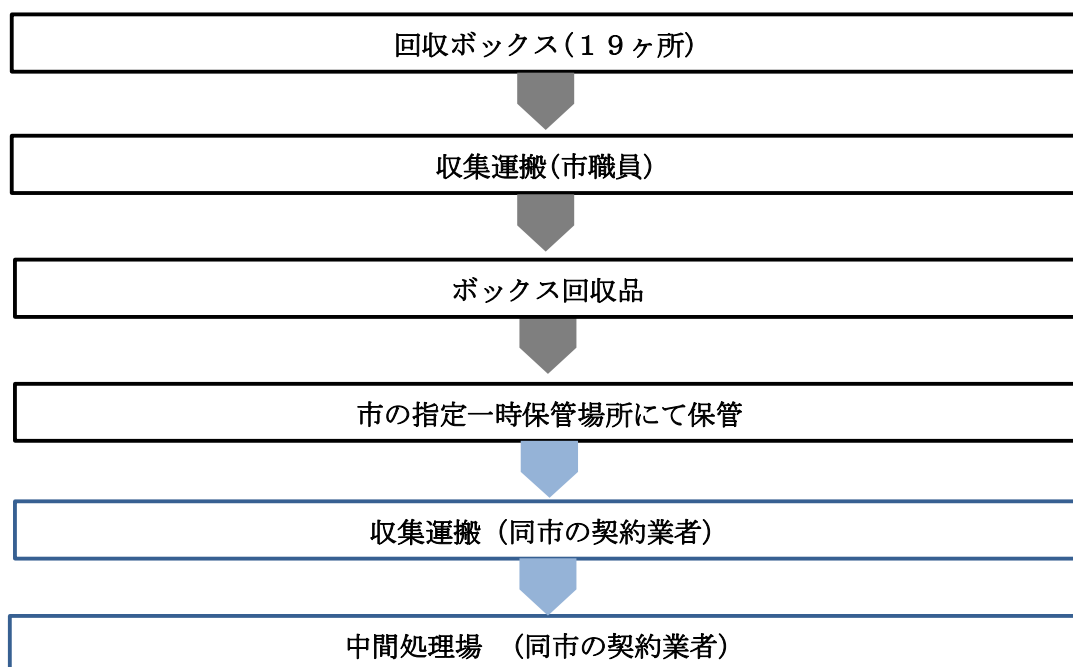 回収ボックス(１９ヶ所)
収集運搬(市職員)
ボックス回収品
市の指定一時保管場所にて保管
収集運搬（同市の契約業者）
中間処理場　（同市の契約業者）